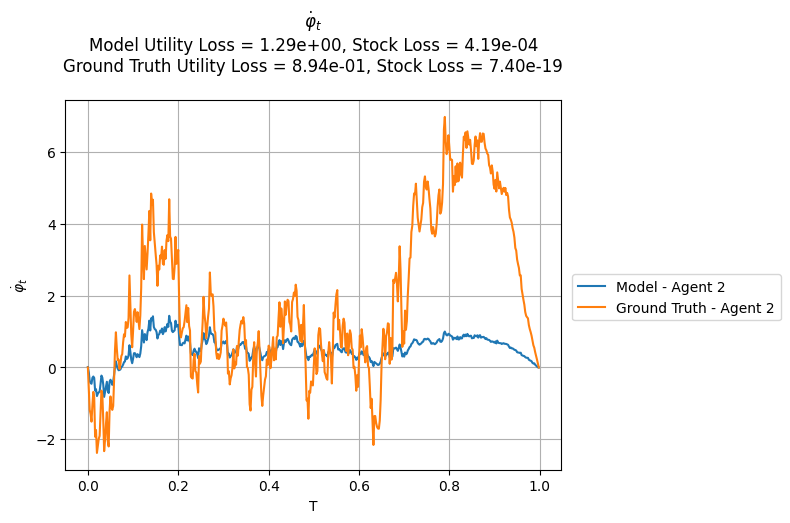 φ̇ₜ
Model Utility Loss = 1.29e+00, Stock Loss = 4.19e-04
Ground Truth Utility Loss = 8.94e-01, Stock Loss = 7.40e-19
6
4
2
0
−2
φ̇ₜ
0.0 0.2 0.4 0.6 0.8 1.0
T
Model - Agent 2
Ground Truth - Agent 2